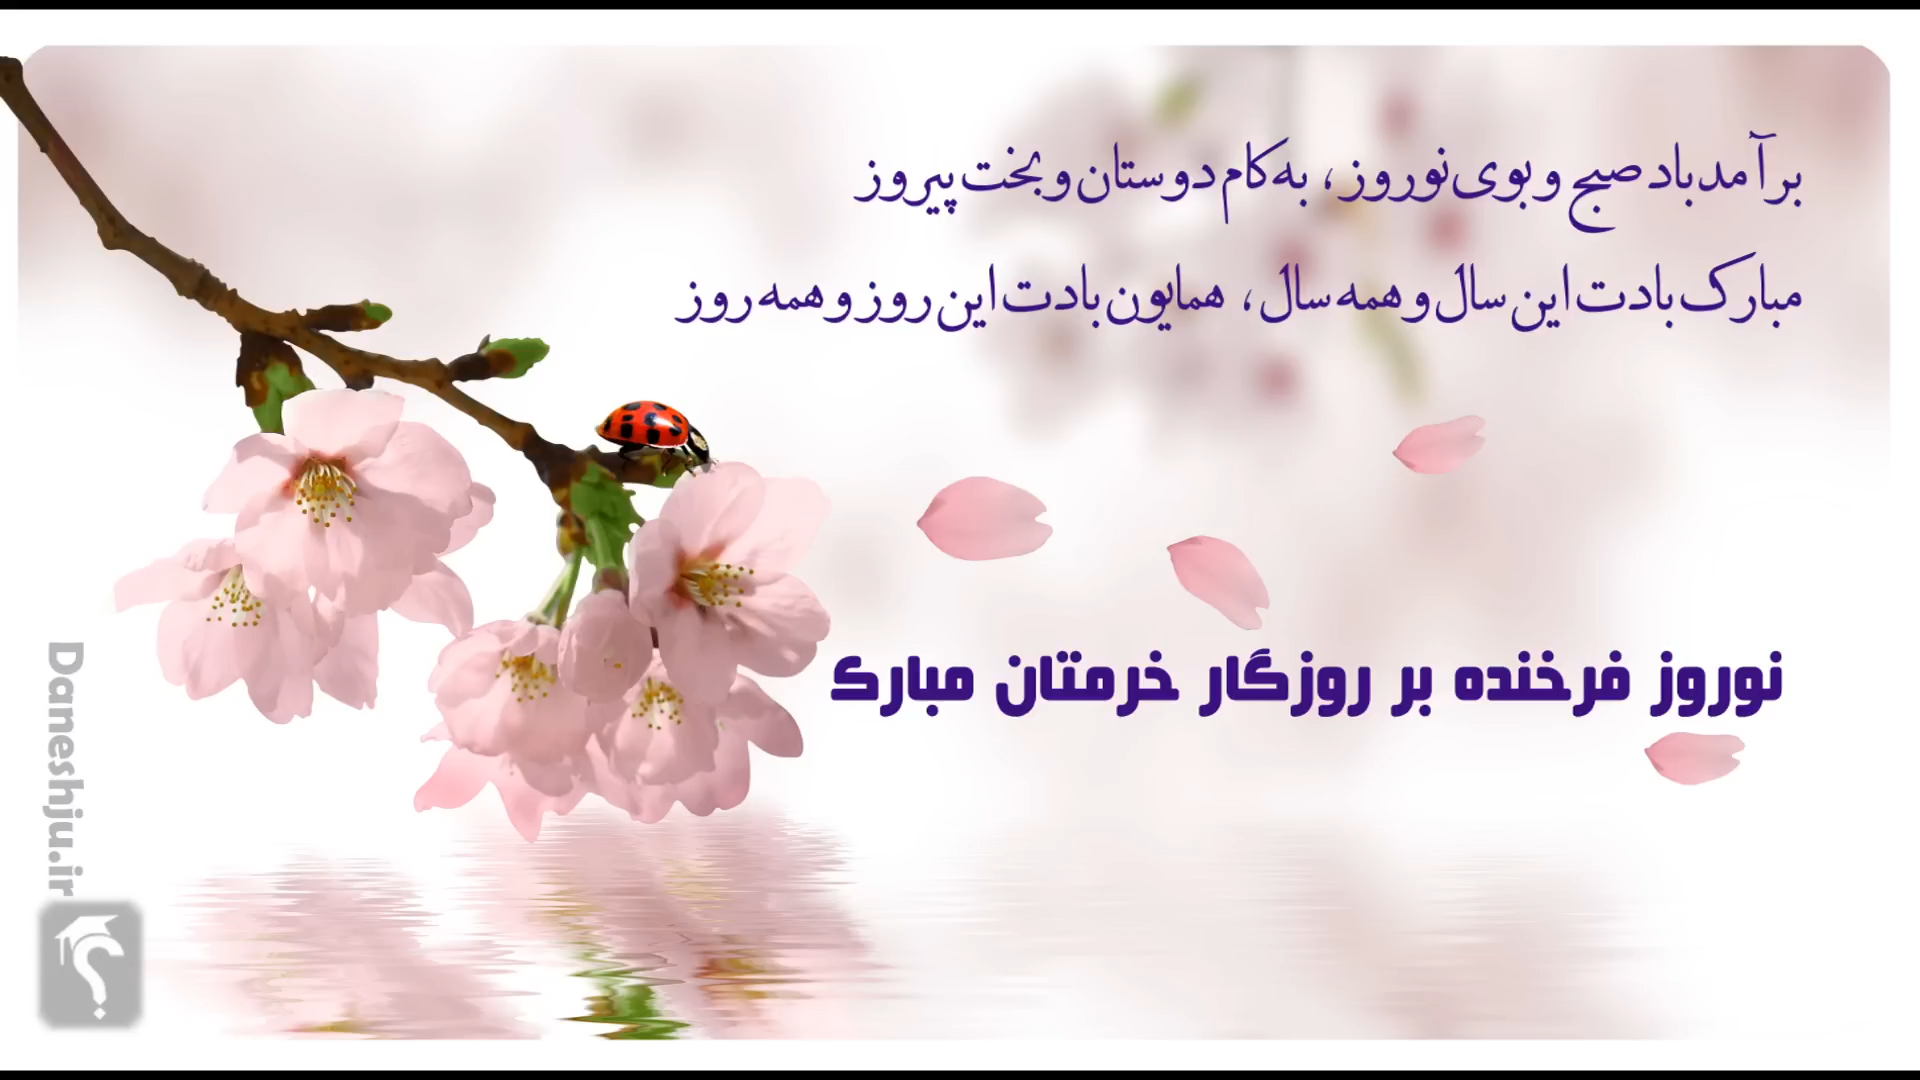 برآمد باد صبح و بوی نوروز ، به کام دوستان و بخت پیروز
مبارک بادت این سال و همه سال ، همایون بادت این روز و همه روز
نوروز فرخنده بر روزگار خرمتان مبارک
Daneshju.ir